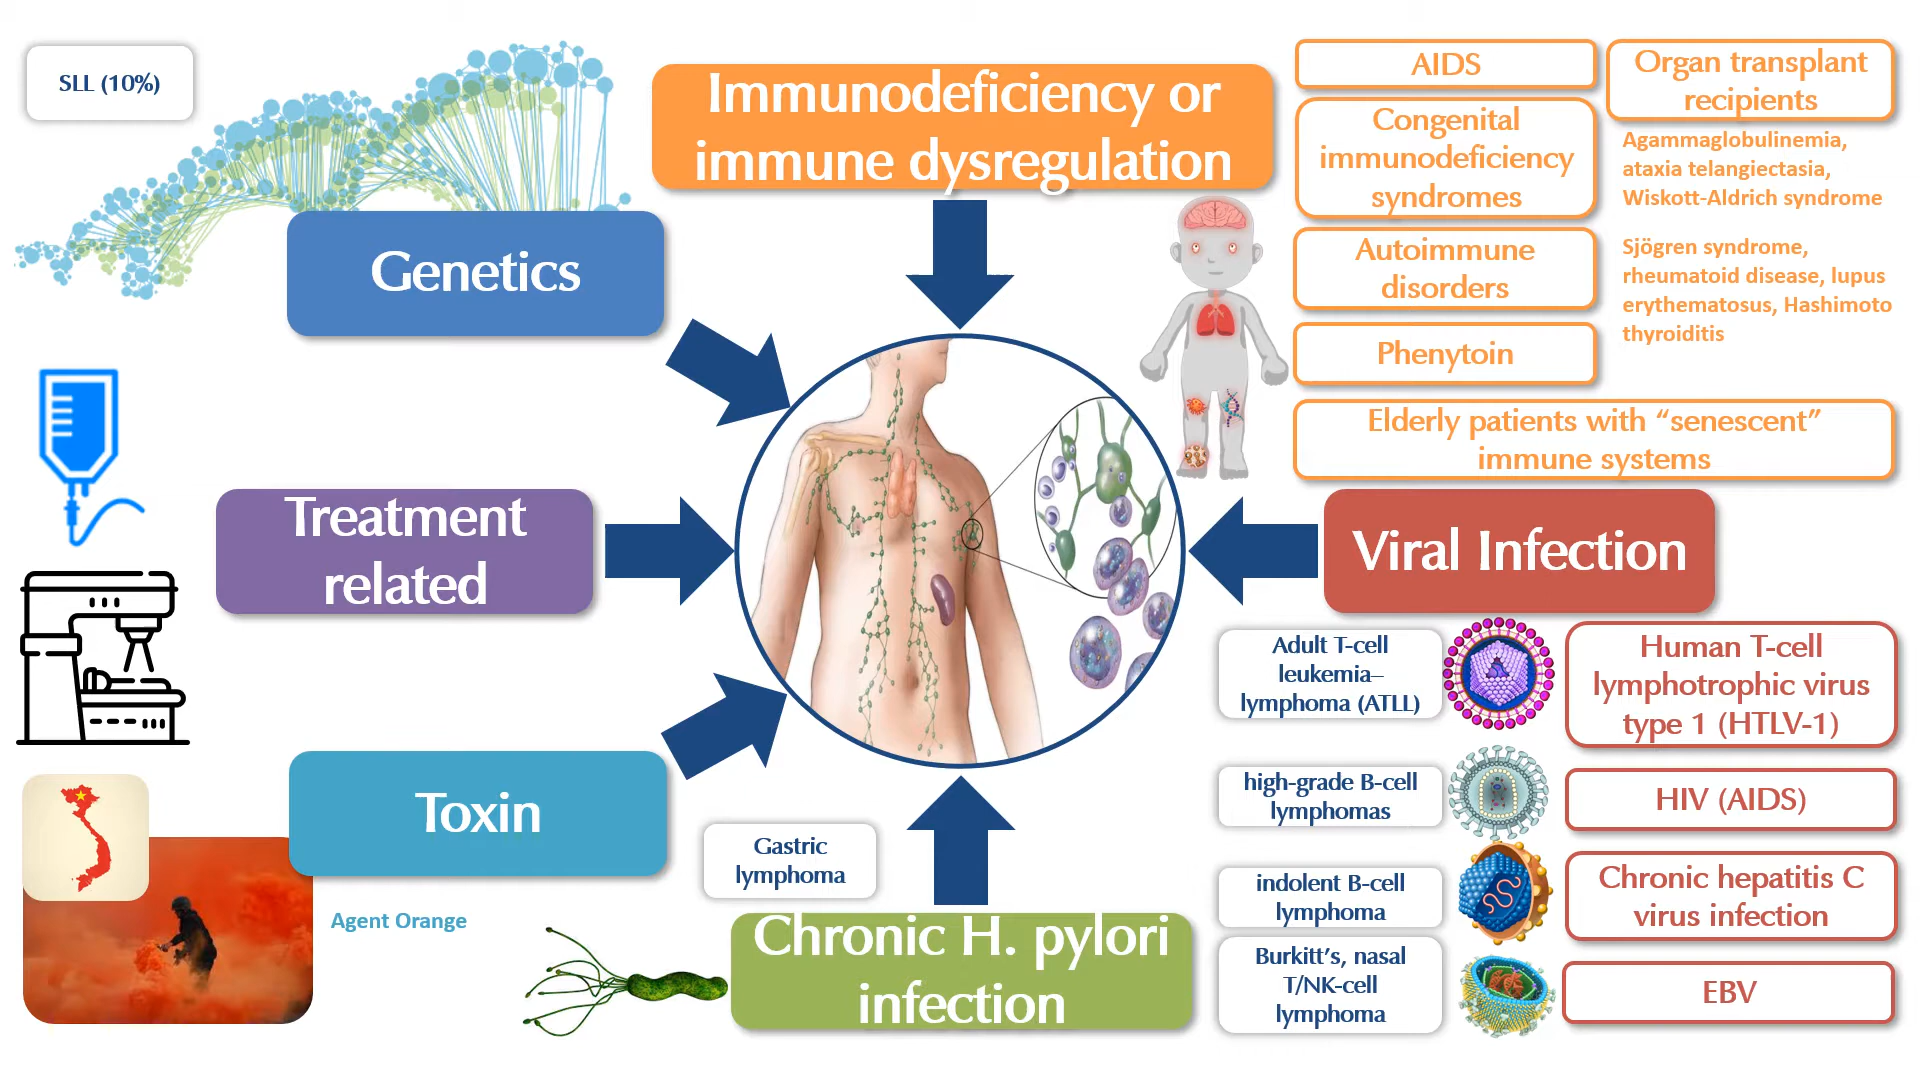 SLL (10%)
Genetics
Immunodeficiency or
immune dysregulation
AIDS
Organ transplant
recipients
Congenital
immunodeficiency
syndromes
Agammaglobulinemia,
ataxia telangiectasia,
Wiskott-Aldrich syndrome
Autoimmune
disorders
Sjögren syndrome,
rheumatoid disease, lupus
erythematosus, Hashimoto
thyroiditis
Phenytoin
Elderly patients with “senescent”
immune systems
Treatment
related
Viral Infection
Adult T-cell
leukemia–
lymphoma (ATLL)
Human T-cell
lymphotrophic virus
type 1 (HTLV-1)
high-grade B-cell
lymphomas
HIV (AIDS)
indolent B-cell
lymphoma
Chronic hepatitis C
virus infection
Burkitt’s, nasal
T/NK-cell
lymphoma
EBV
Toxin
Agent Orange
Gastric
lymphoma
Chronic H. pylori
infection